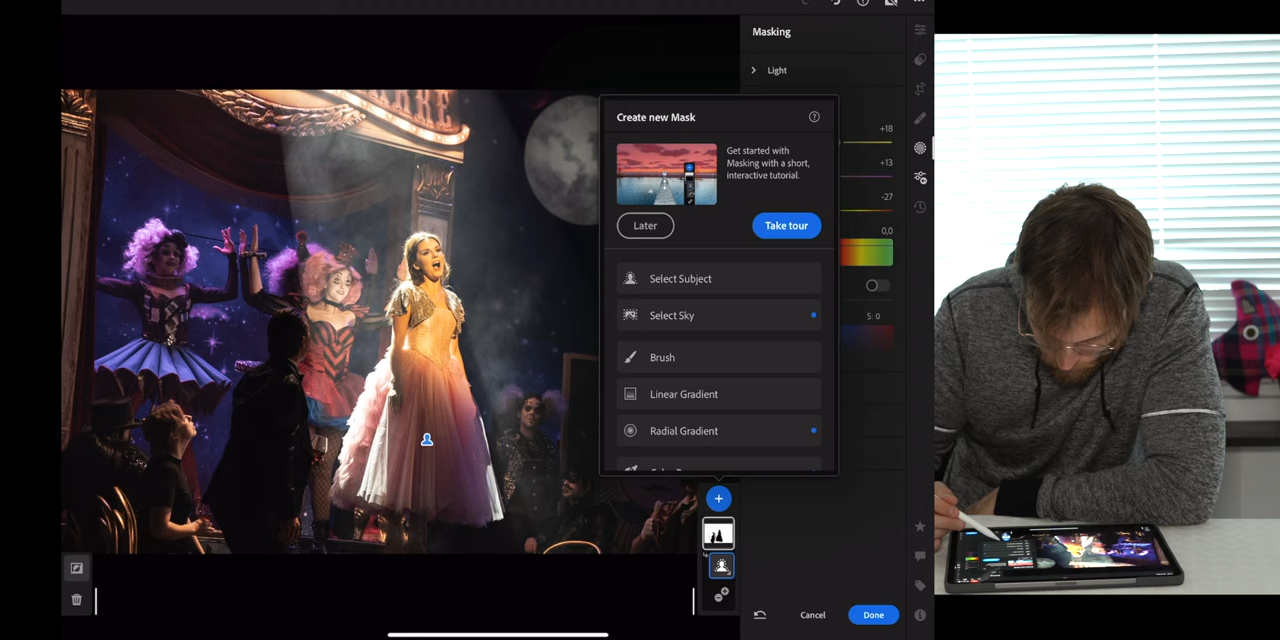 Masking
Light
Create new Mask
+18
Get started with
Masking with a short,
interactive tutorial.
+13
-27
Later
Take tour
0,0
Select Subject
Select Sky
S: 0
Brush
Linear Gradient
Radial Gradient
Cancel
Done